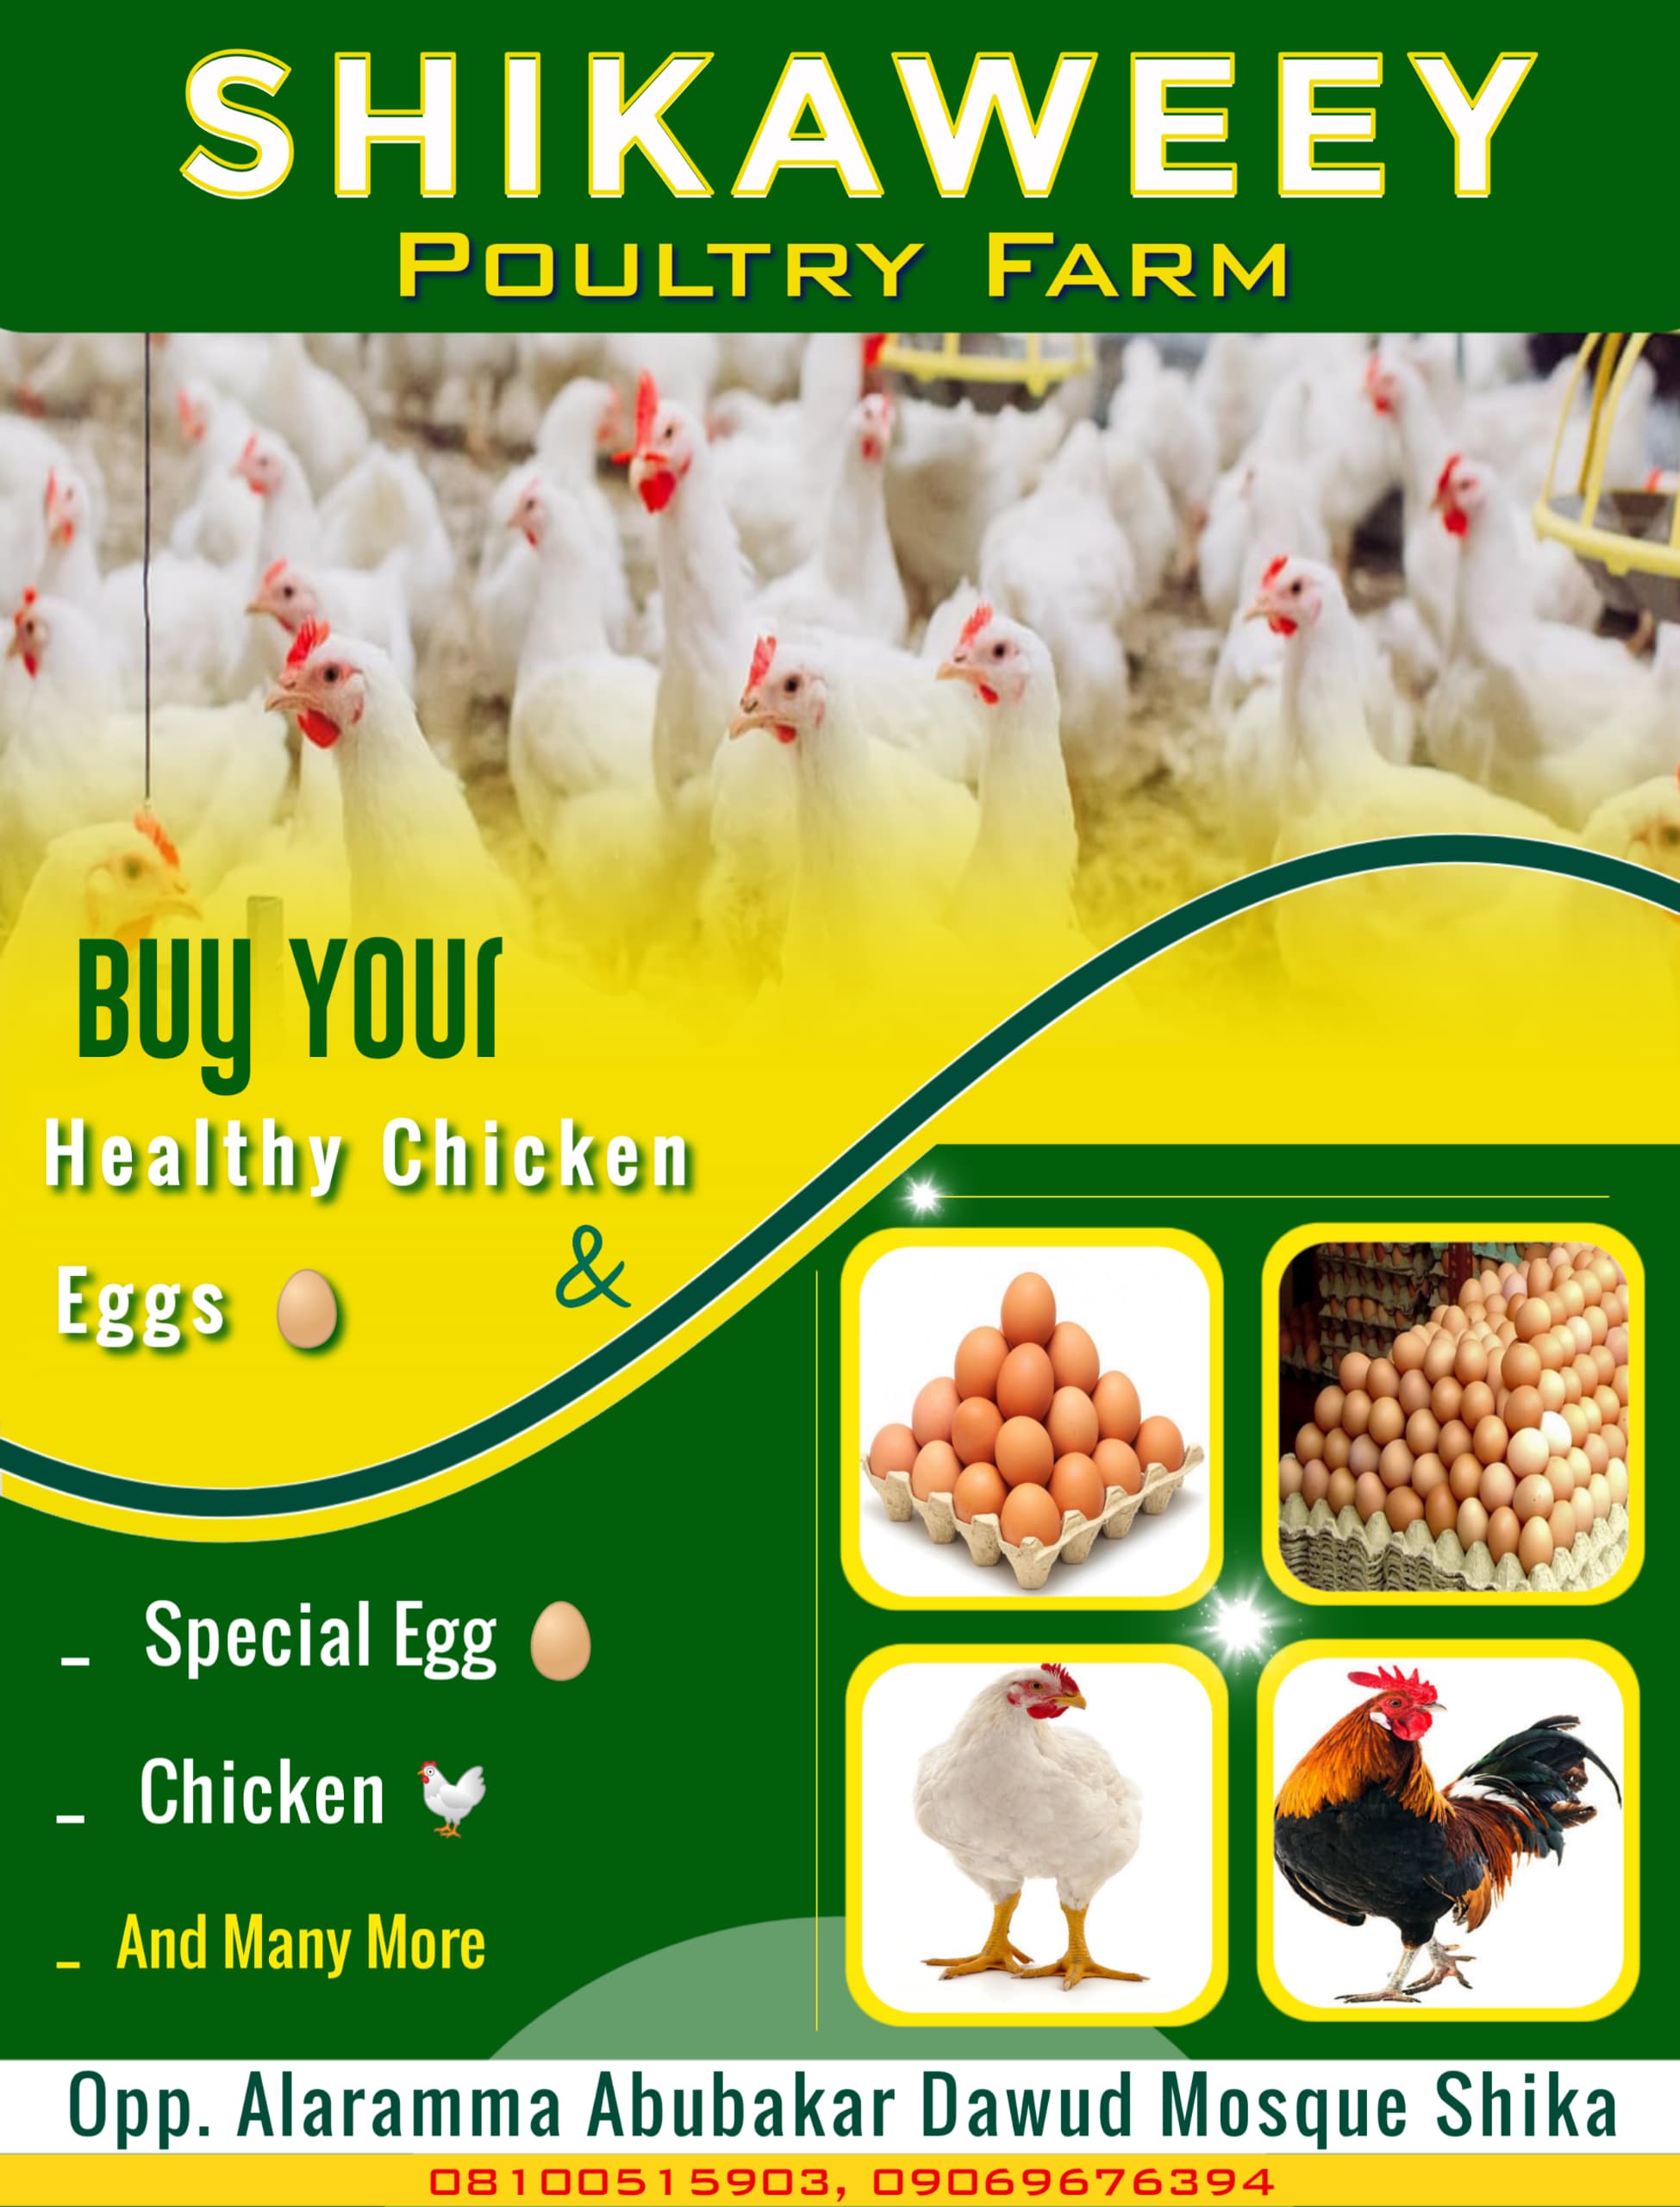 SHIKAWEEY
POULTRY FARM
Buy Your
Healthy Chicken
&
Eggs
_ Special Egg
_ Chicken
_ And Many More
Opp. Alaramma Abubakar Dawud Mosque Shika
08100515903, 09069676394